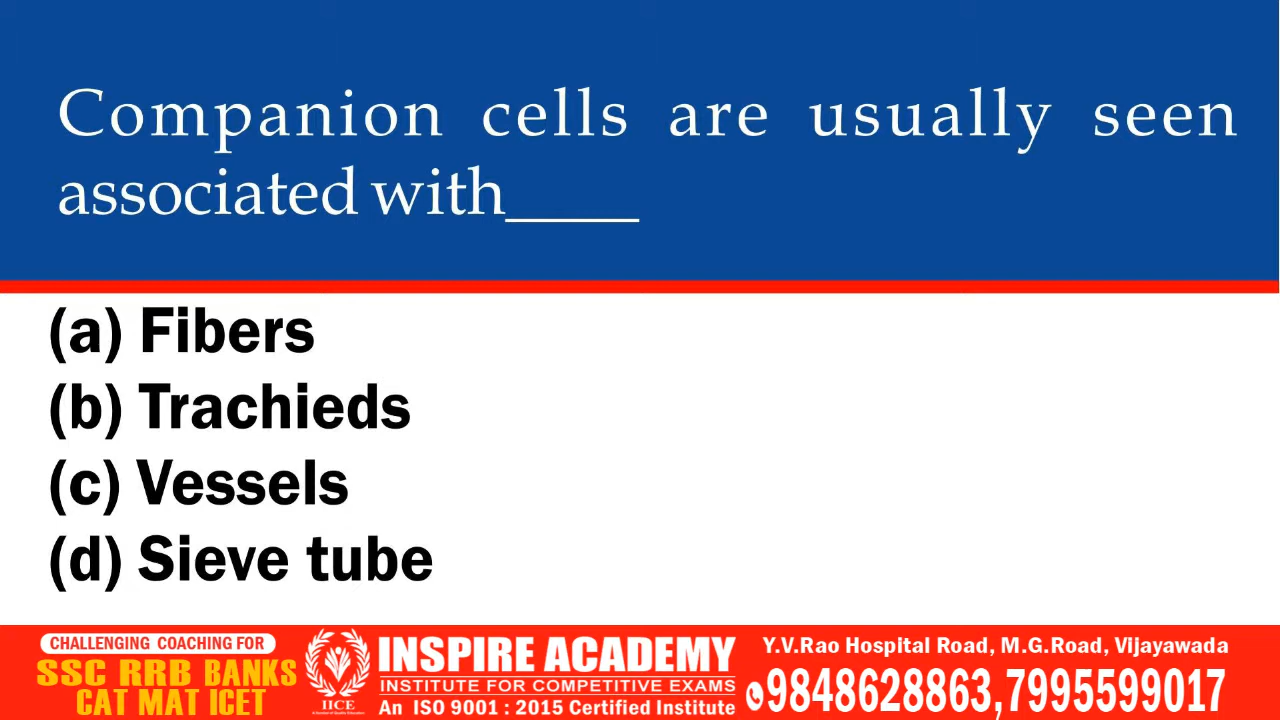 Companion cells are usually seen
associated with____
(a) Fibers
(b) Trachieds
(c) Vessels
(d) Sieve tube
CHALLENGING COACHING FOR
SSC RRB BANKS
CAT MAT ICET
IICE
INSPIRE ACADEMY
INSTITUTE FOR COMPETITIVE EXAMS
An ISO 9001 : 2015 Certified Institute
Y.V.Rao Hospital Road, M.G.Road, Vijayawada
9848628863,7995599017